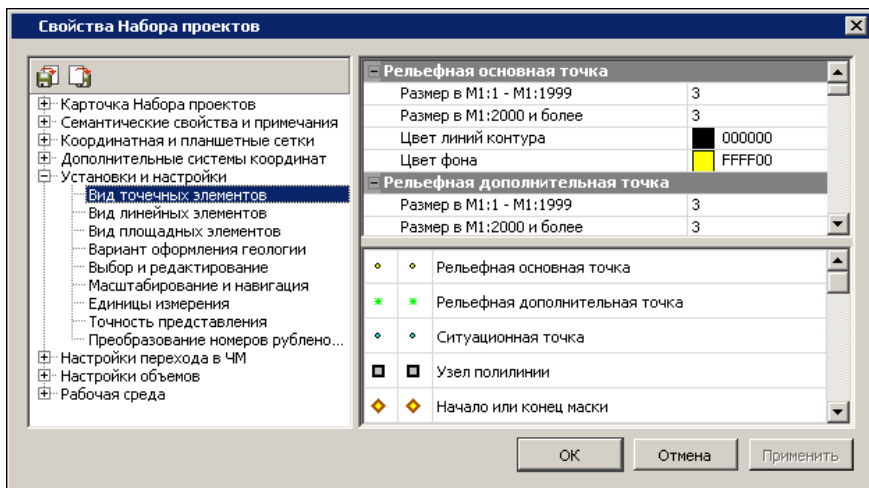 Свойства Набора проектов
Карточка Набора проектов
Семантические свойства и примечания
Координатная и планшетные сетки
Дополнительные системы координат
Установки и настройки
Вид точечных элементов
Вид линейных элементов
Вид площадных элементов
Вариант оформления геологии
Выбор и редактирование
Масштабирование и навигация
Единицы измерения
Точность представления
Преобразование номеров рублено...
Настройки перехода в ЧМ
Настройки объемов
Рабочая среда
Рельефная основная точка
Размер в М1:1 - М1:1999 3
Размер в М1:2000 и более 3
Цвет линий контура 000000
Цвет фона FFFF00
Рельефная дополнительная точка
Размер в М1:1 - М1:1999 3
Размер в М1:2000 и более 3
Рельефная основная точка
Рельефная дополнительная точка
Ситуационная точка
Узел полилинии
Начало или конец маски
ОК Отмена Применить